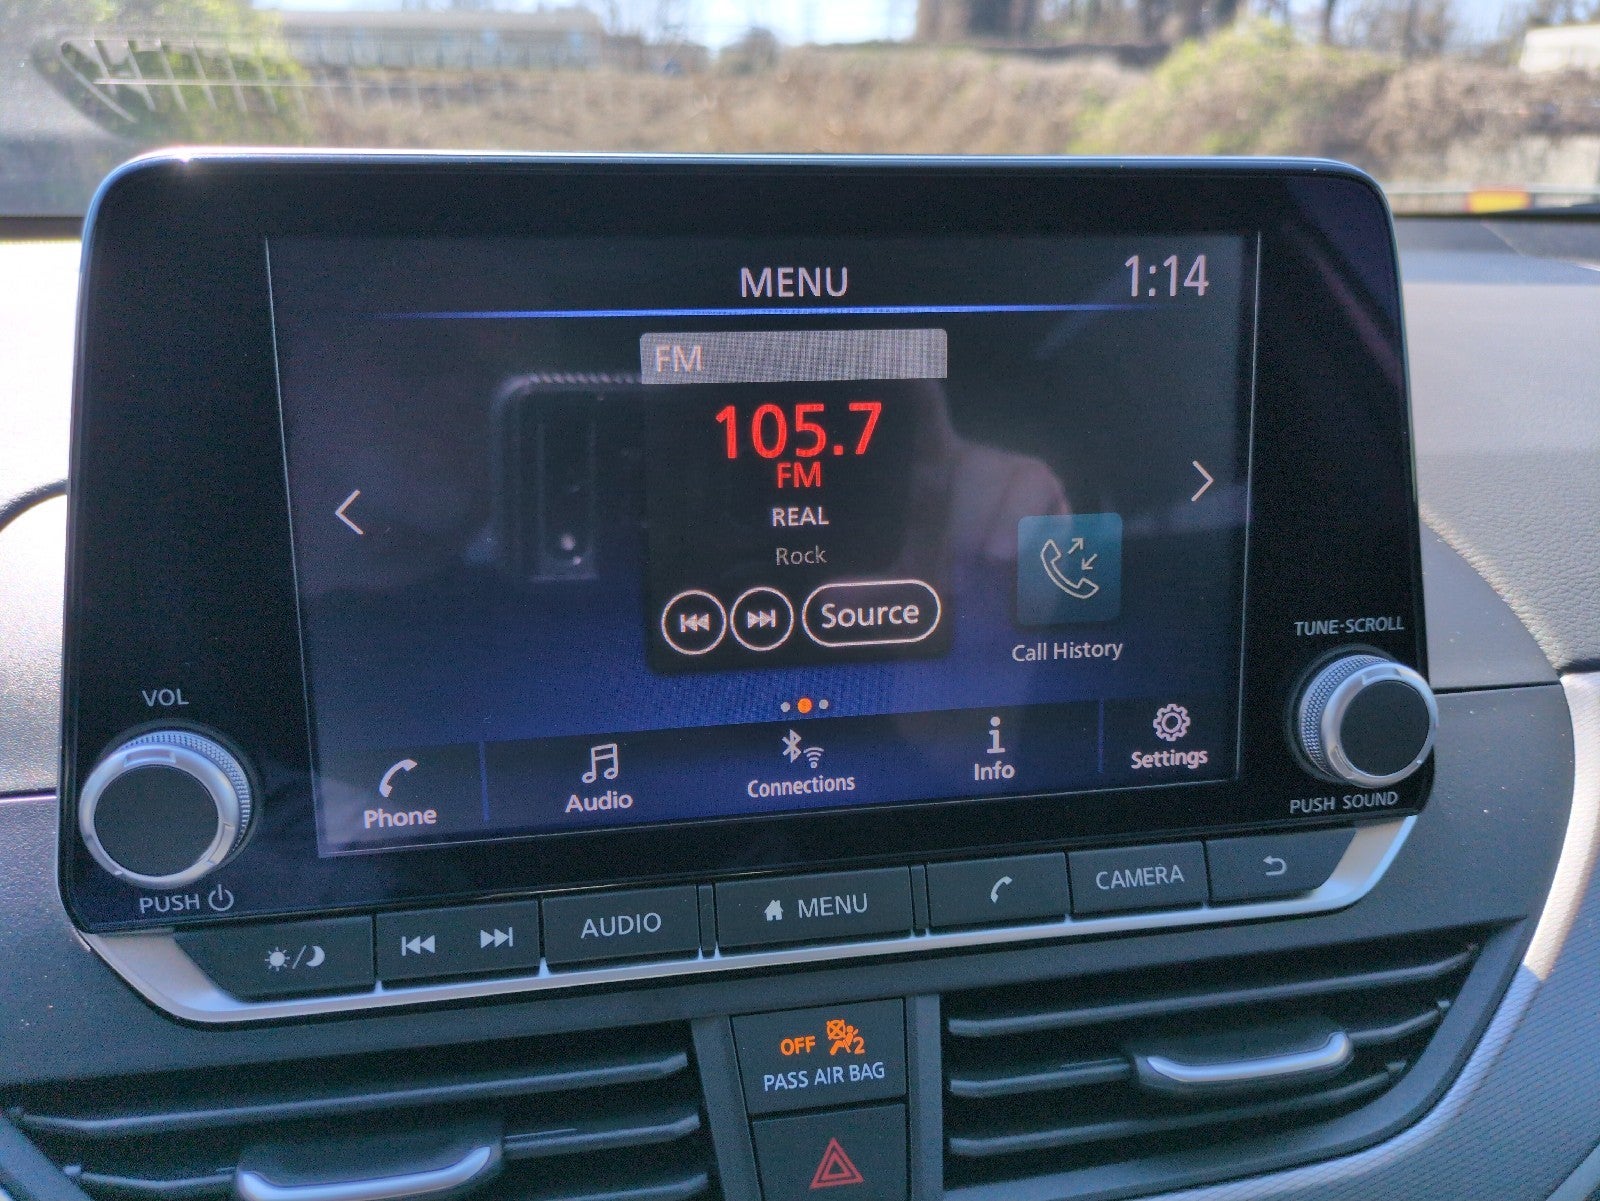 MENU
1:14
FM
105.7
FM
REAL
Rock
Source
Call History
Phone
Audio
Connections
Info
Settings
VOL
PUSH
TUNE·SCROLL
PUSH SOUND
AUDIO
MENU
CAMERA
OFF
2
PASS AIR BAG